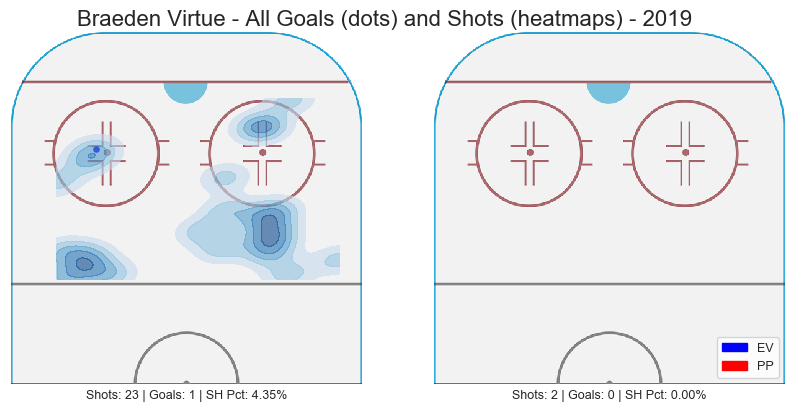 Braeden Virtue - All Goals (dots) and Shots (heatmaps) - 2019
EV
PP
Shots: 23 | Goals: 1 | SH Pct: 4.35%
Shots: 2 | Goals: 0 | SH Pct: 0.00%